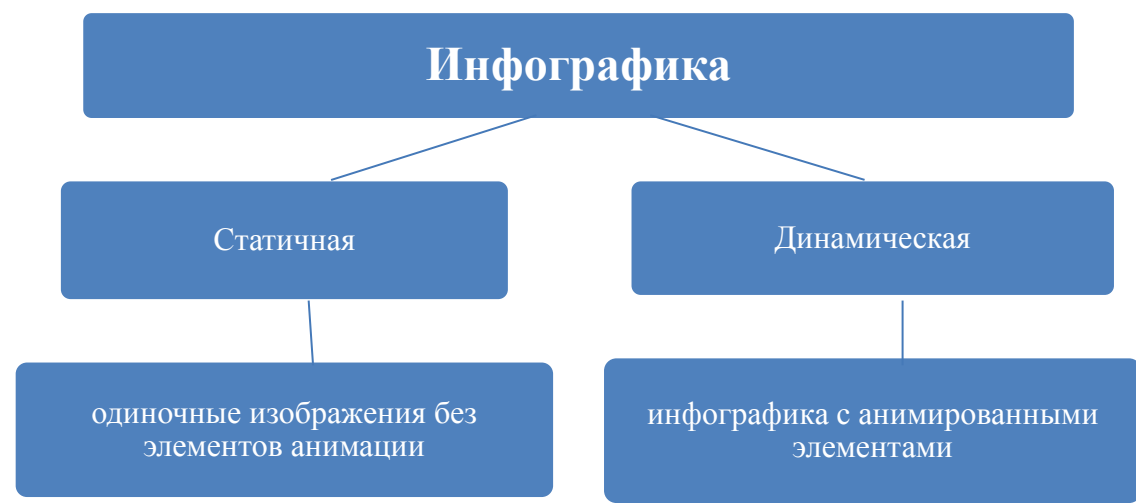 Инфографика
Статичная
Динамическая
одиночные изображения без
элементов анимации
инфографика с анимированными
элементами